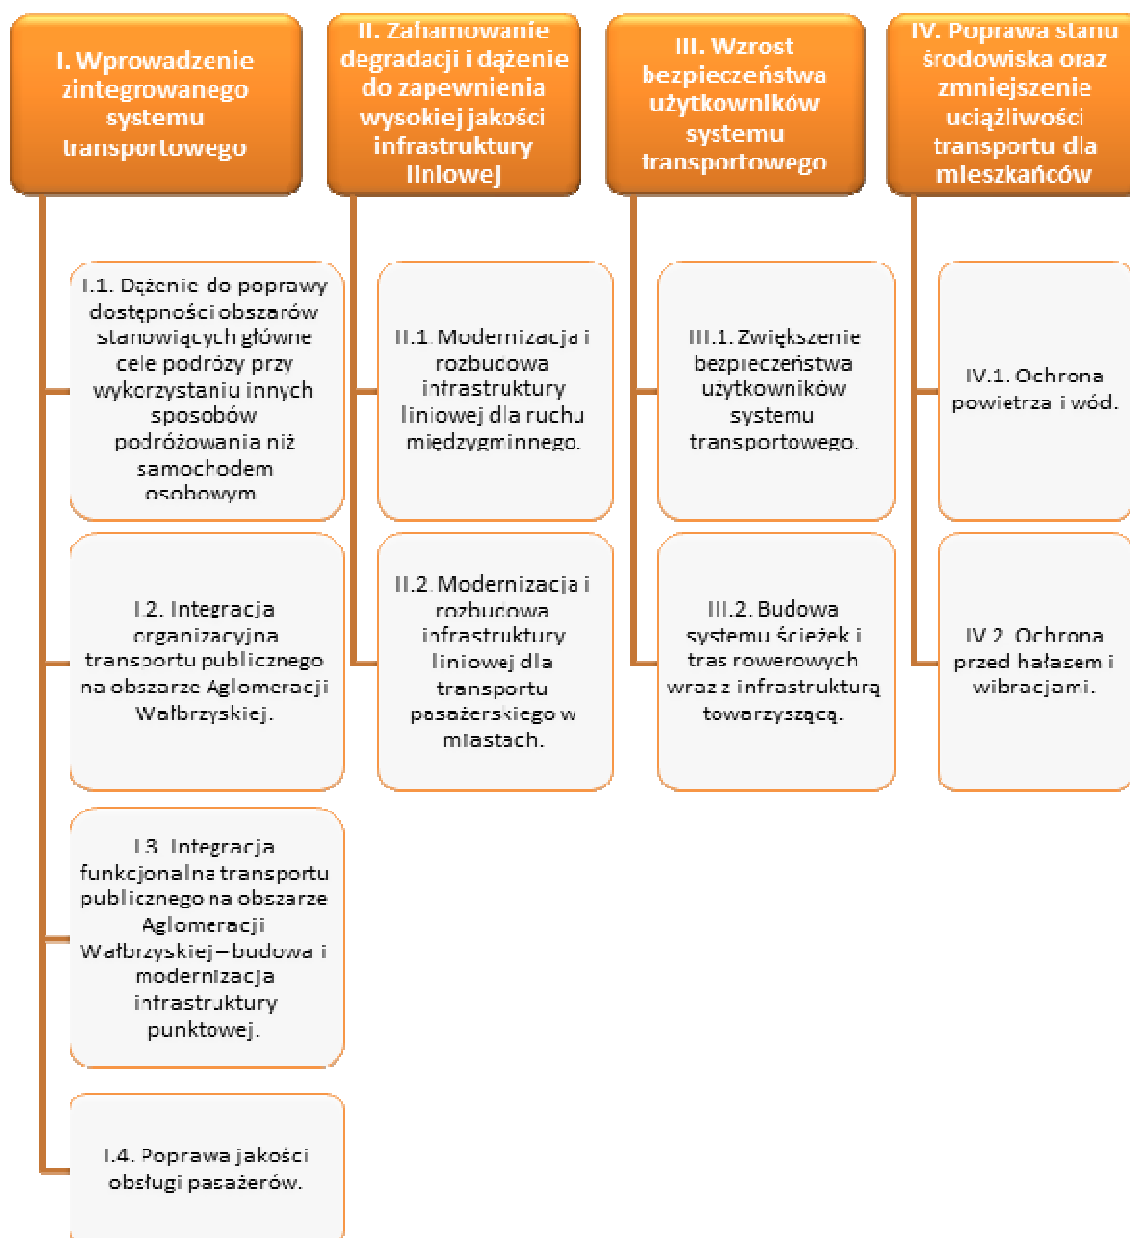 I. Wprowadzenie
zintegrowanego
systemu
transportowego
II. Zahamowanie
degradacji i dążenie
do zapewnienia
wysokiej jakości
infrastruktury
liniowej
III. Wzrost
bezpieczeństwa
użytkowników
systemu
transportowego
IV. Poprawa stanu
środowiska oraz
zmniejszenie
uciążliwości
transportu dla
mieszkańców
I.1. Dążenie do poprawy
dostępności obszarów
stanowiących główne
cele podróży przy
wykorzystaniu innych
sposobów
podróżowania niż
samochodem
osobowym
I.2. Integracja
organizacyjna
transportu publicznego
na obszarze Aglomeracji
Wałbrzyskiej.
I.3. Integracja
funkcjonalna transportu
publicznego na obszarze
Aglomeracji
Wałbrzyskiej – budowa i
modernizacja
infrastruktury
punktowej.
I.4. Poprawa jakości
obsługi pasażerów.
II.1. Modernizacja i
rozbudowa
infrastruktury
liniowej dla ruchu
międzygminnego.
II.2. Modernizacja i
rozbudowa
infrastruktury
liniowej dla
transportu
pasażerskiego w
miastach.
III.1. Zwiększenie
bezpieczeństwa
użytkowników
systemu
transportowego.
III.2. Budowa
systemu ścieżek i
tras rowerowych
wraz z infrastrukturą
towarzyszącą.
IV.1. Ochrona
powietrza i wód.
IV.2. Ochrona
przed hałasem i
wibracjami.